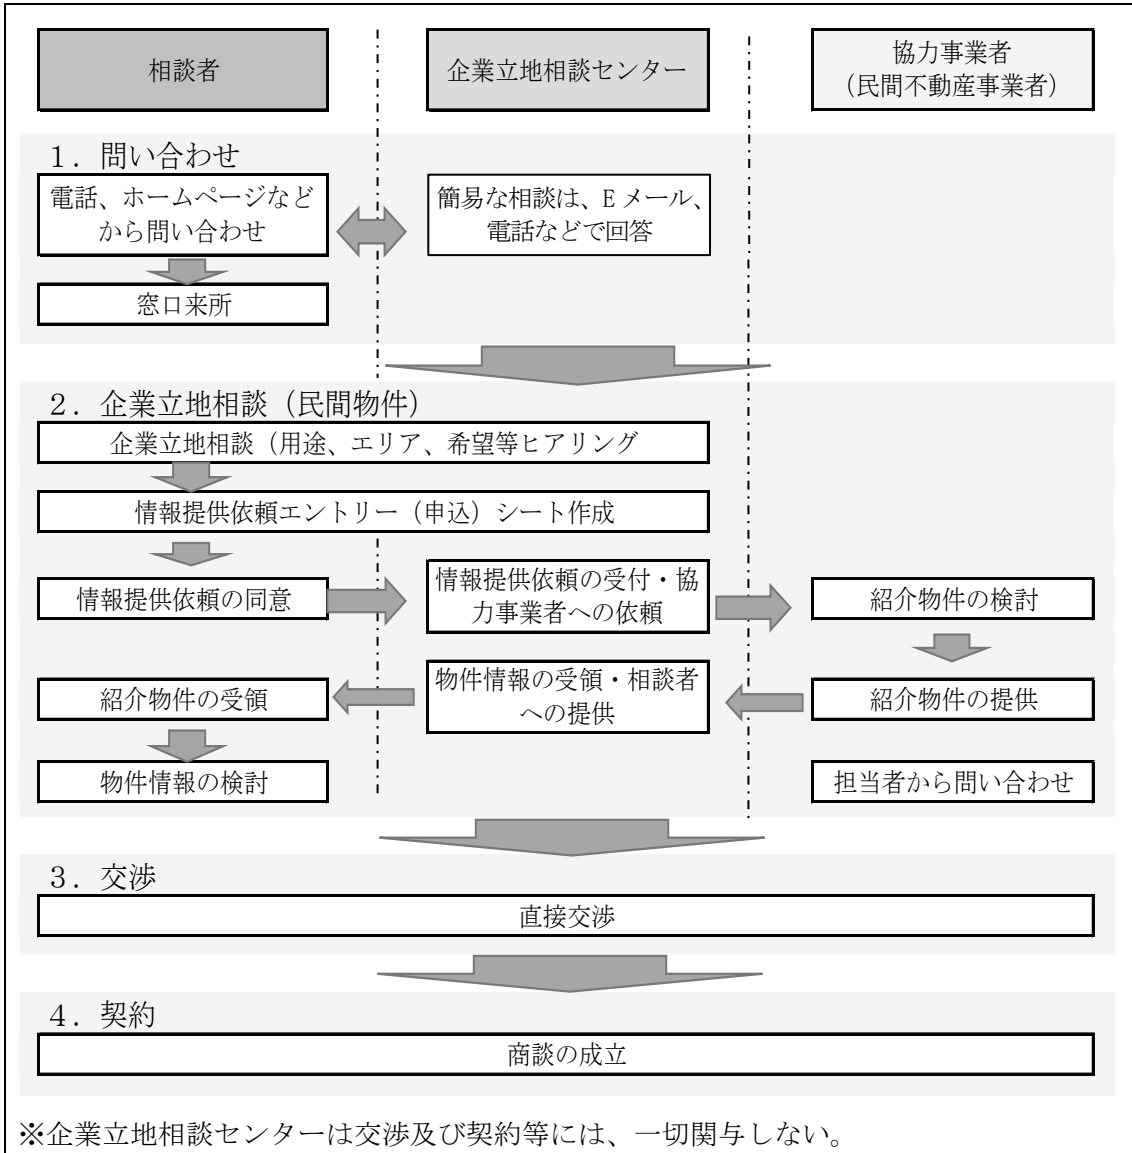 相談者
企業立地相談センター
協力事業者
（民間不動産事業者）
１．問い合わせ
電話、ホームページなど
から問い合わせ
簡易な相談は、E メール、
電話などで回答
窓口来所
２．企業立地相談（民間物件）
企業立地相談（用途、エリア、希望等ヒアリング
情報提供依頼エントリー（申込）シート作成
情報提供依頼の同意
情報提供依頼の受付・協
力事業者への依頼
紹介物件の検討
紹介物件の受領
物件情報の受領・相談者
への提供
紹介物件の提供
物件情報の検討
担当者から問い合わせ
３．交渉
直接交渉
４．契約
商談の成立
※企業立地相談センターは交渉及び契約等には、一切関与しない。